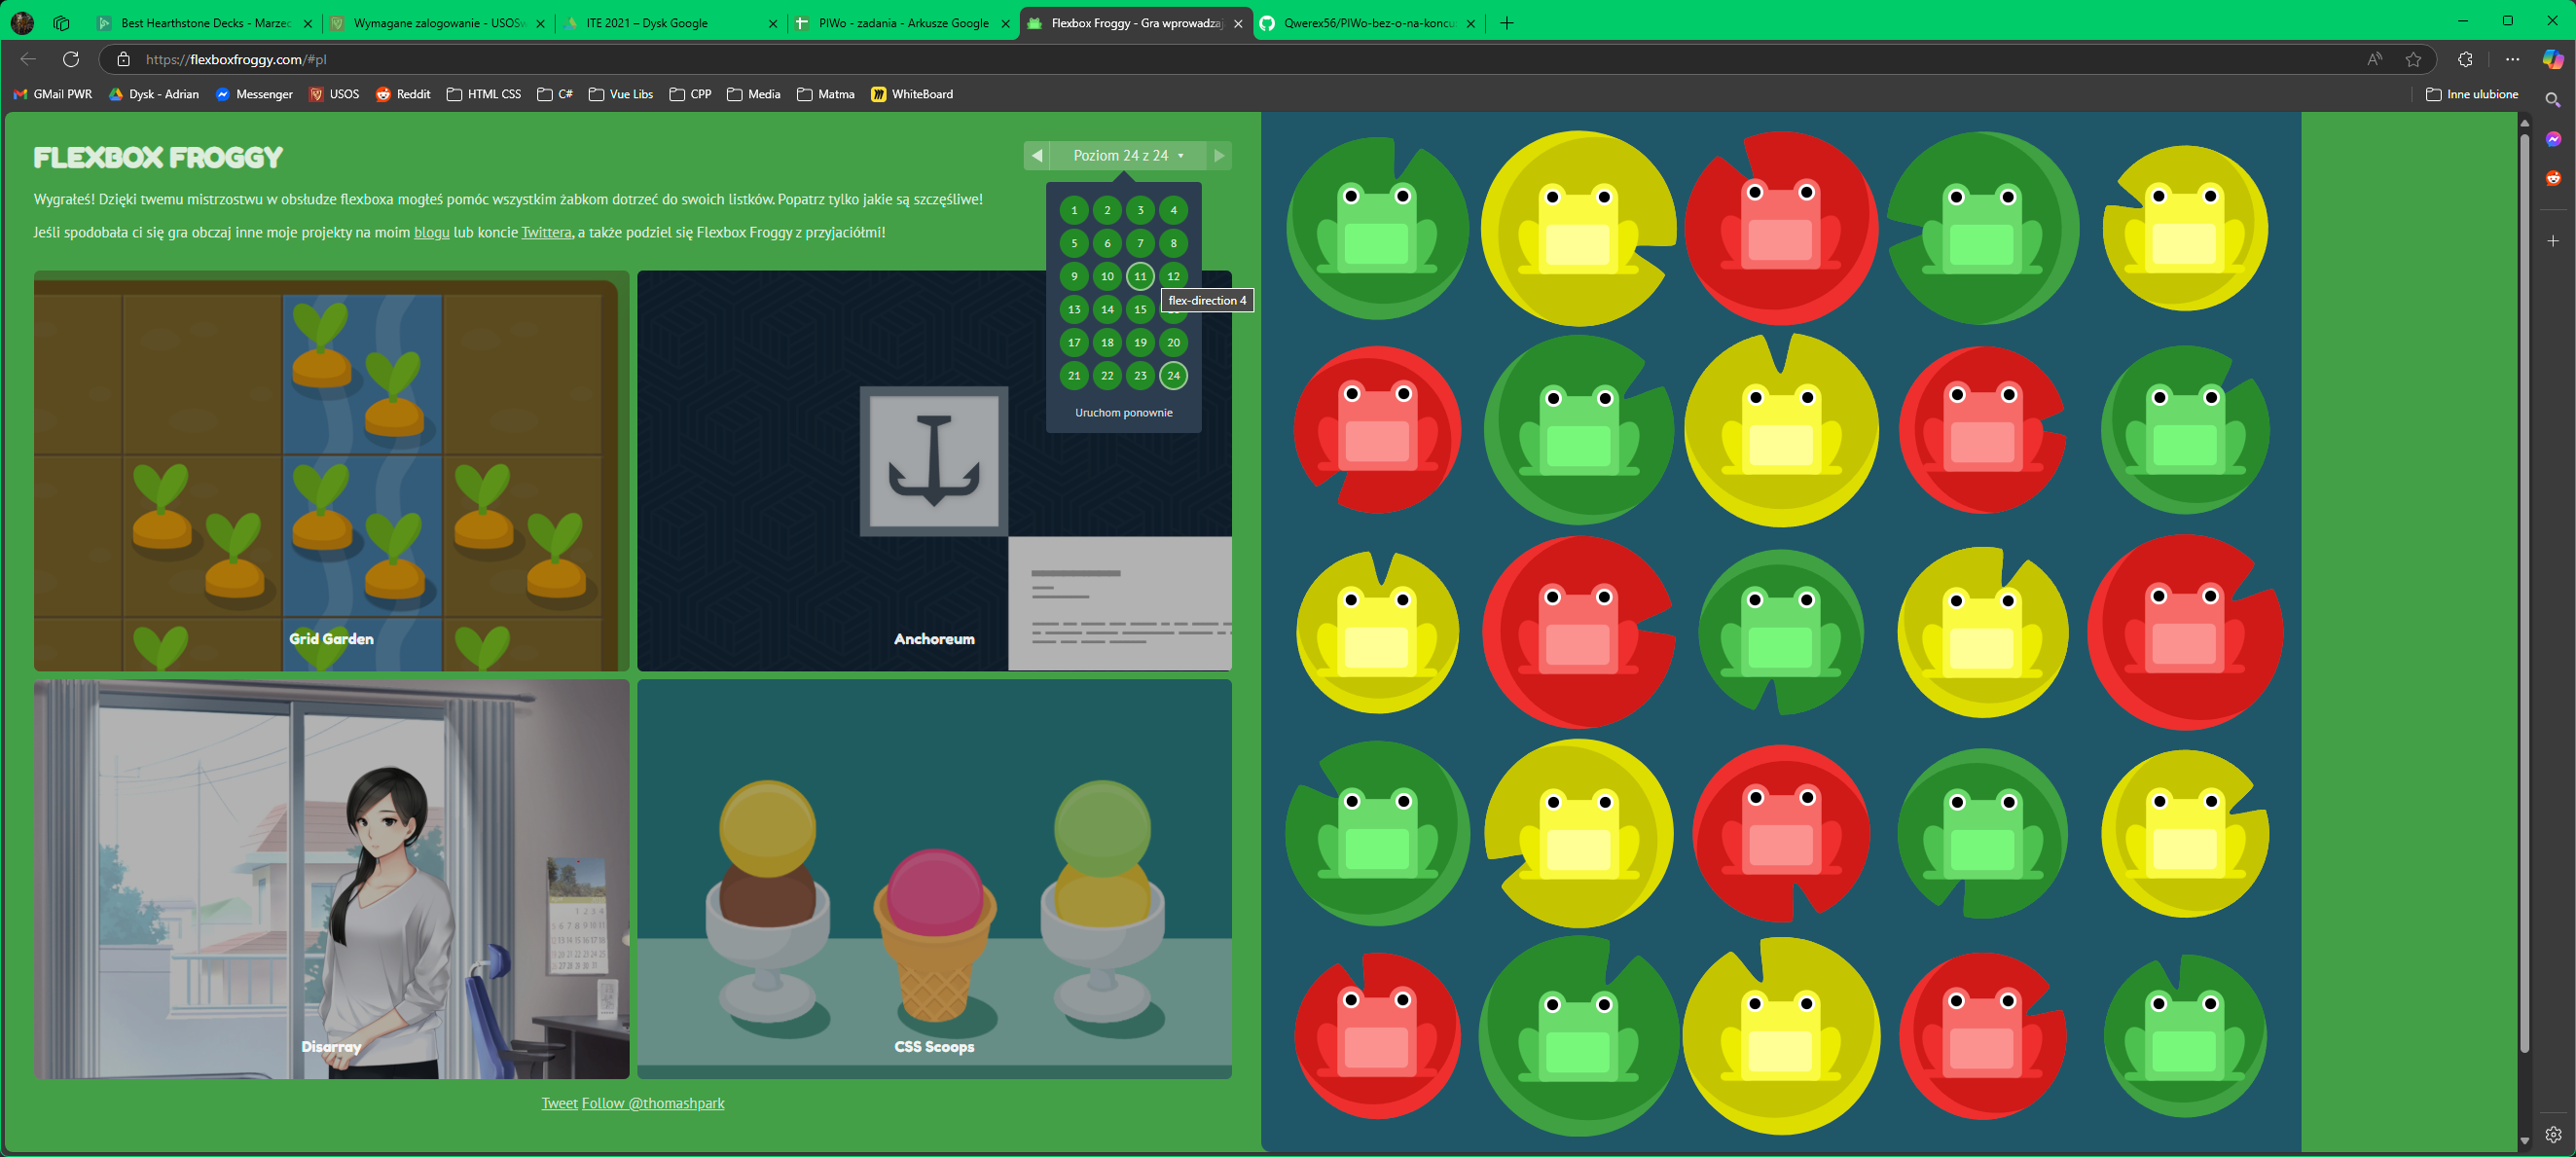 Best Hearthstone Decks - Marzec
Wymagane zalogowanie - USOSw
ITE 2021 – Dysk Google
PIWo - zadania - Arkusze Google
Flexbox Froggy - Gra wprowadzaj
Qwerex56/PIWo-bez-o-na-koncu
https://flexboxfroggy.com/#pl
GMail PWR
Dysk - Adrian
Messenger
USOS
Reddit
HTML CSS
C#
Vue Libs
CPP
Media
Matma
WhiteBoard
Inne ulubione
FLEXBOX FROGGY
Poziom 24 z 24
Wygrałeś! Dzięki twemu mistrzostwu w obsłudze flexboxa mogłeś pomóc wszystkim żabkom dotrzeć do swoich listków. Popatrz tylko jakie są szczęśliwe!
Jeśli spodobała ci się gra obczaj inne moje projekty na moim blogu lub koncie Twittera, a także podziel się Flexbox Froggy z przyjaciółmi!
1 2 3 4
5 6 7 8
9 10 11 12
flex-direction 4
13 14 15
17 18 19 20
21 22 23 24
Uruchom ponownie
Grid Garden
Anchoreum
Disarray
CSS Scoops
Tweet Follow @thomashpark